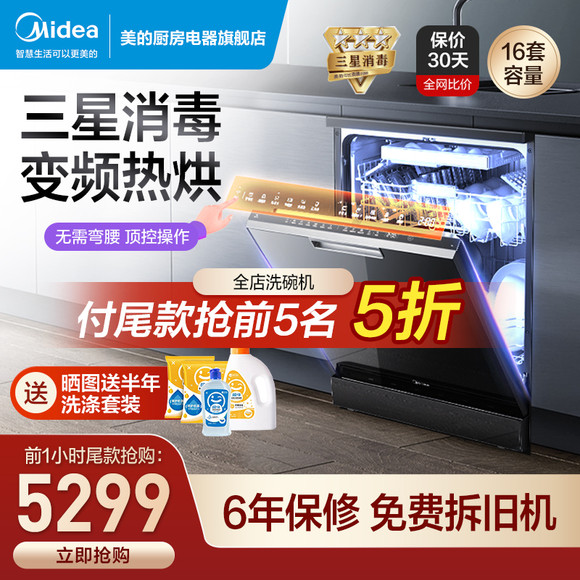 Midea
智慧生活可以更美的
美的厨房电器旗舰店
三星消毒
保价
30天
全网比价
16套
容量
三星消毒
变频热烘
无需弯腰 顶控操作
全店洗碗机
付尾款抢前5名 5折
送
晒图送半年
洗涤套装
前1小时尾款抢购：
5299
立即抢购
6年保修 免费拆旧机